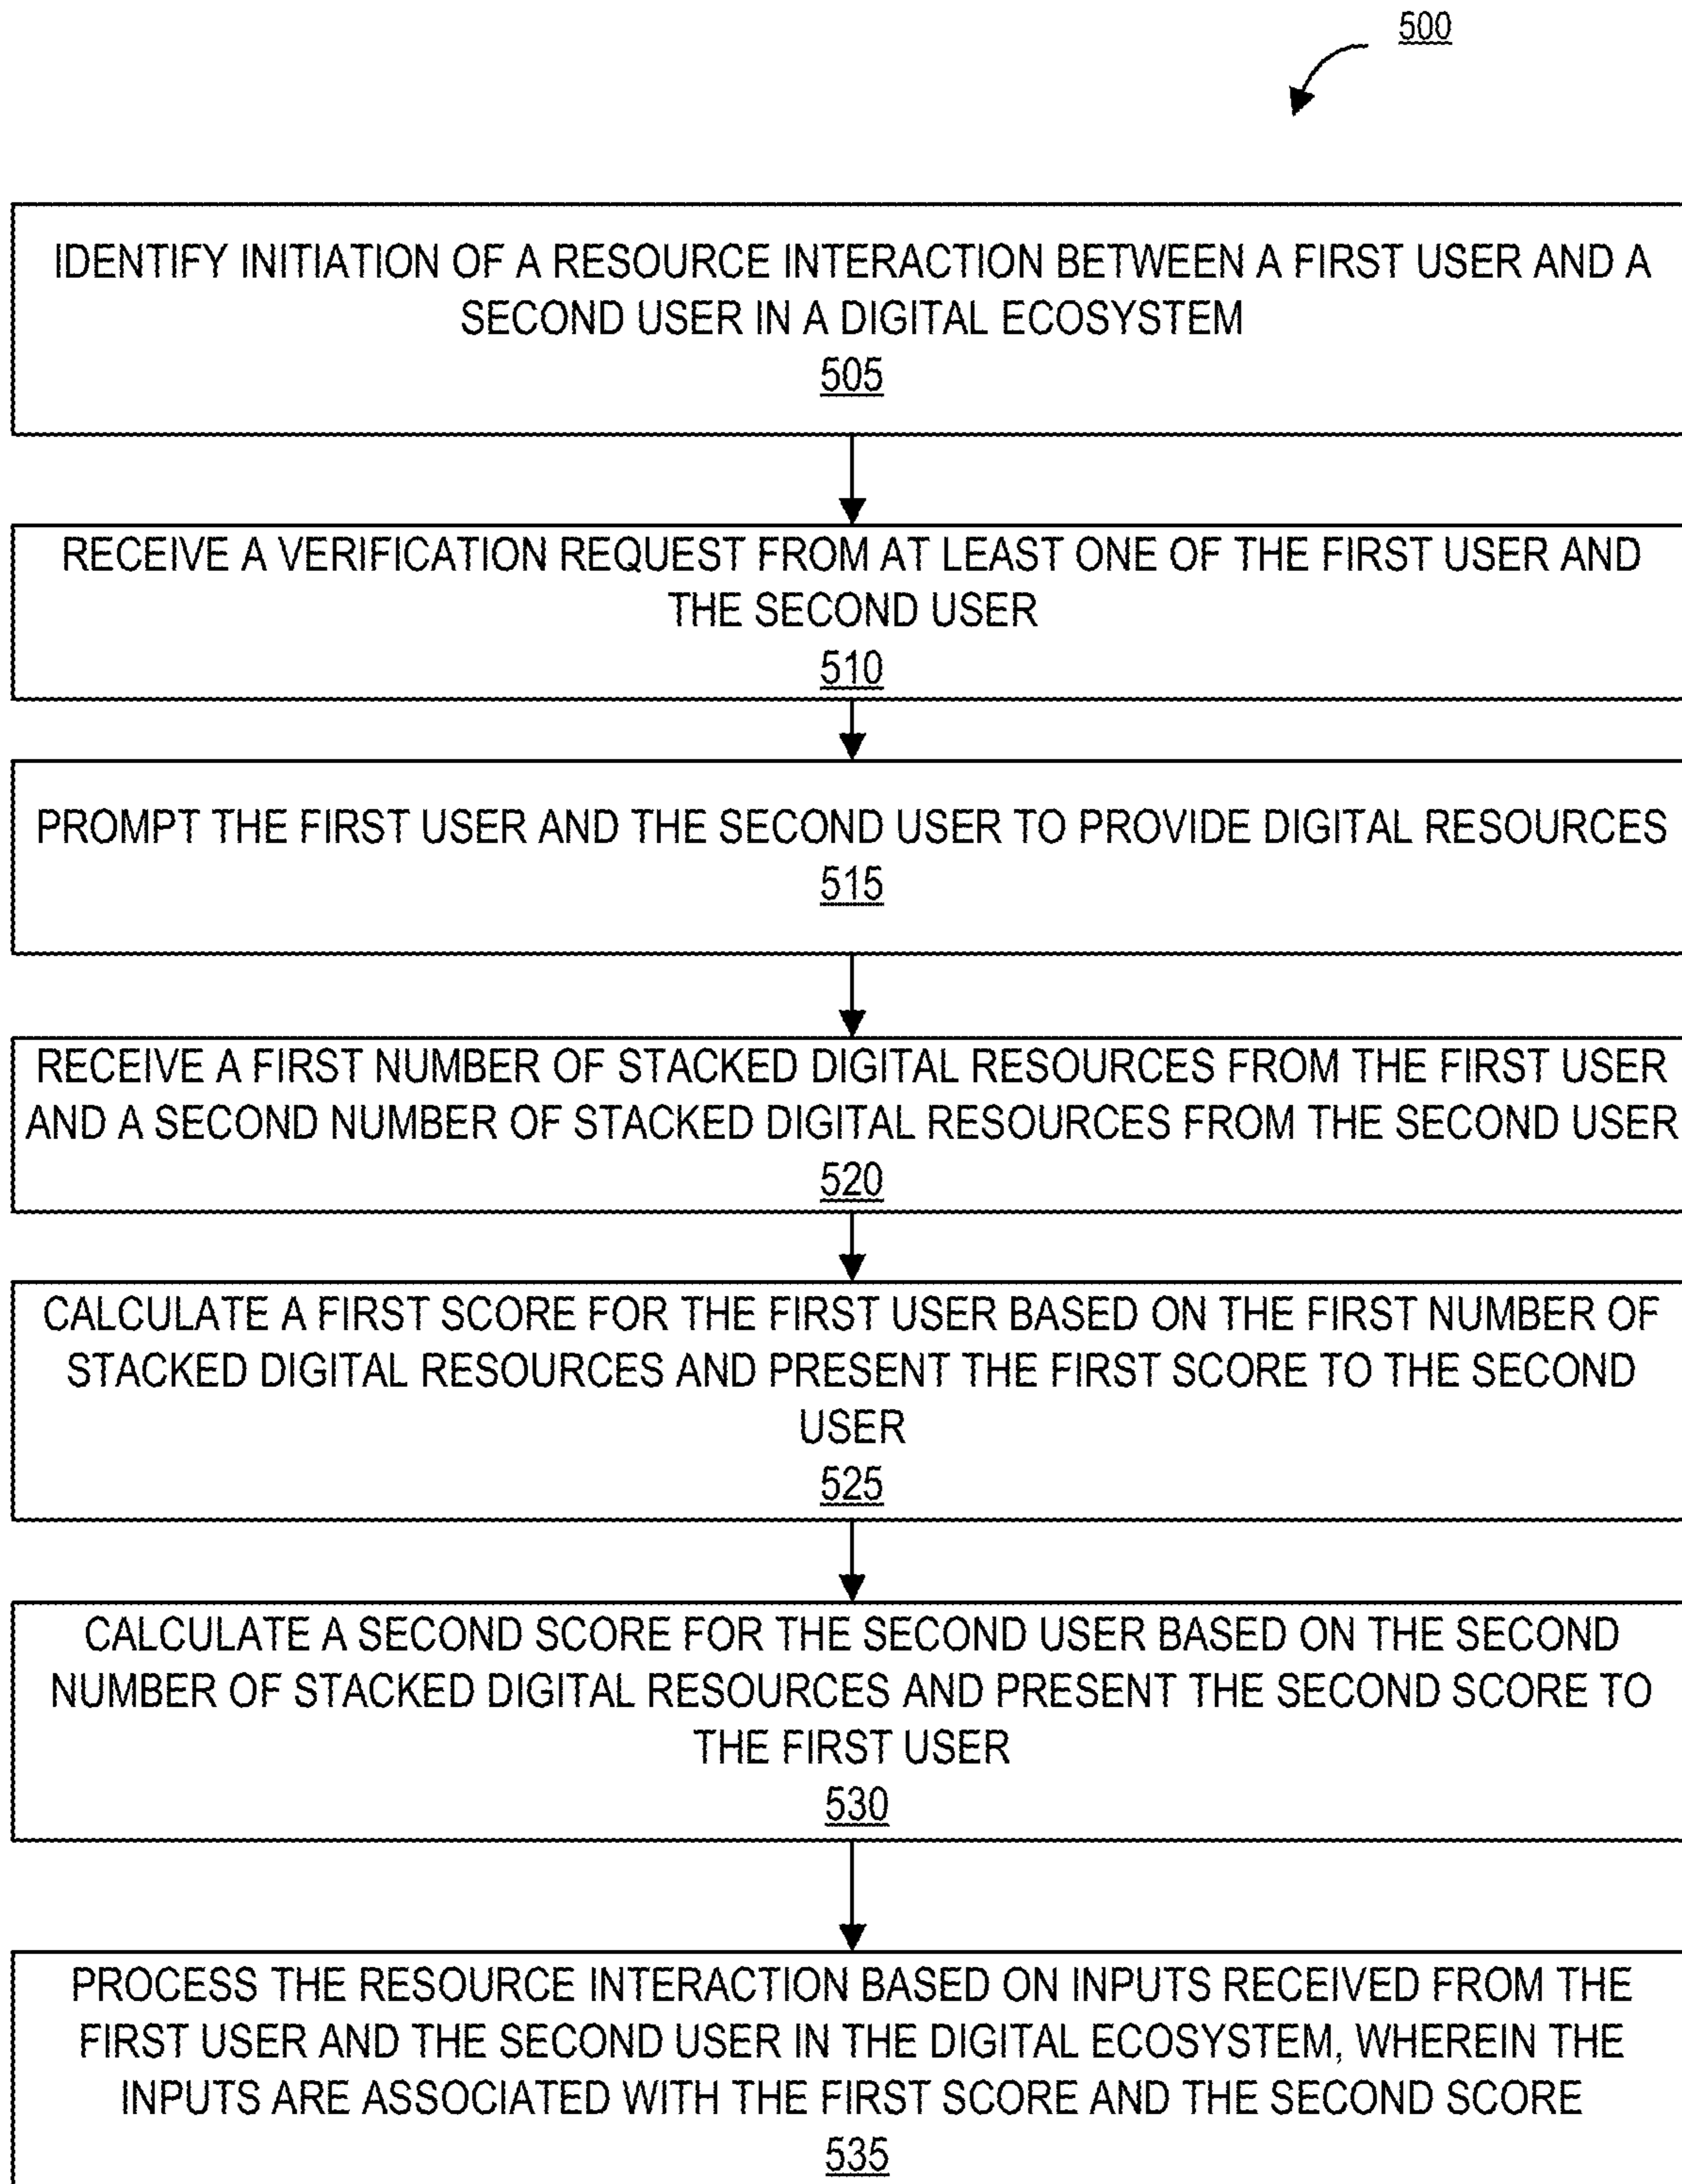 500
IDENTIFY INITIATION OF A RESOURCE INTERACTION BETWEEN A FIRST USER AND A
SECOND USER IN A DIGITAL ECOSYSTEM
505
RECEIVE A VERIFICATION REQUEST FROM AT LEAST ONE OF THE FIRST USER AND
THE SECOND USER
510
PROMPT THE FIRST USER AND THE SECOND USER TO PROVIDE DIGITAL RESOURCES
515
RECEIVE A FIRST NUMBER OF STACKED DIGITAL RESOURCES FROM THE FIRST USER
AND A SECOND NUMBER OF STACKED DIGITAL RESOURCES FROM THE SECOND USER
520
CALCULATE A FIRST SCORE FOR THE FIRST USER BASED ON THE FIRST NUMBER OF
STACKED DIGITAL RESOURCES AND PRESENT THE FIRST SCORE TO THE SECOND
USER
525
CALCULATE A SECOND SCORE FOR THE SECOND USER BASED ON THE SECOND
NUMBER OF STACKED DIGITAL RESOURCES AND PRESENT THE SECOND SCORE TO
THE FIRST USER
530
PROCESS THE RESOURCE INTERACTION BASED ON INPUTS RECEIVED FROM THE
FIRST USER AND THE SECOND USER IN THE DIGITAL ECOSYSTEM, WHEREIN THE
INPUTS ARE ASSOCIATED WITH THE FIRST SCORE AND THE SECOND SCORE
535